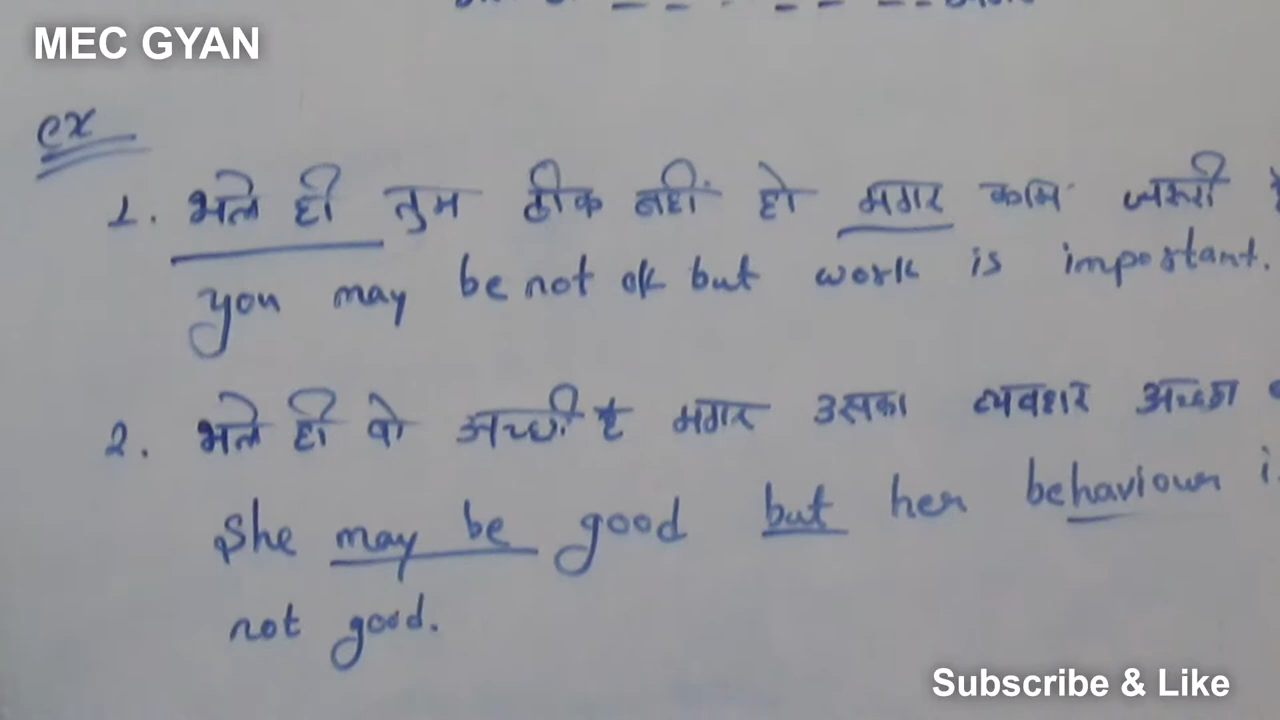 MEC GYAN
ex
1. भले ही तुम ठीक नहीं हो मगर काम जरूरी है
you may be not ok but work is important.
2. भले ही वो अच्छी है मगर उसका व्यवहार अच्छा
She may be good but her behaviour
not good.
Subscribe & Like